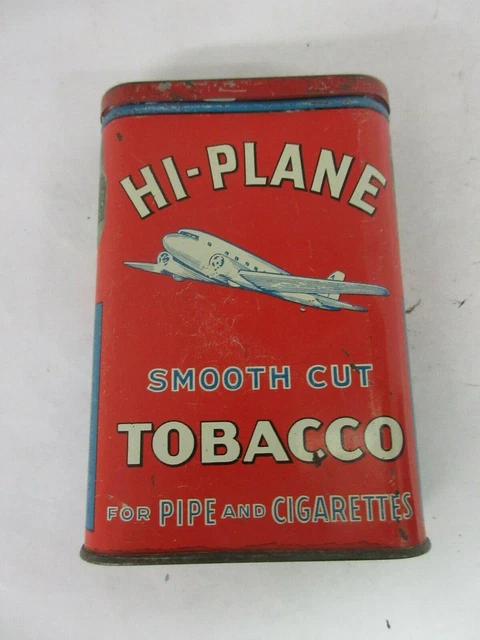 HI-PLANE
SMOOTH CUT
TOBACCO
FOR PIPE AND CIGARETTES